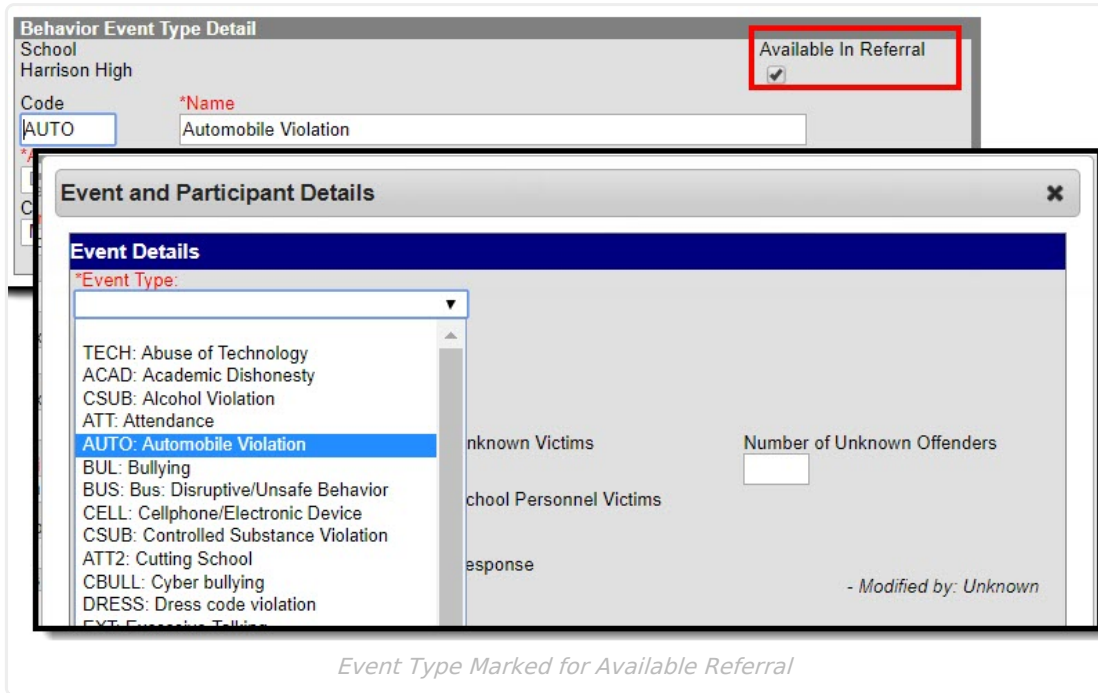 Behavior Event Type Detail
School Available In Referral
Harrison High
Code *Name
AUTO Automobile Violation
Event and Participant Details
Event Details
*Event Type:
TECH: Abuse of Technology
ACAD: Academic Dishonesty
CSUB: Alcohol Violation
ATT: Attendance
AUTO: Automobile Violation nknown Victims Number of Unknown Offenders
BUL: Bullying
BUS: Bus: Disruptive/Unsafe Behavior
chool Personnel Victims
CELL: Cellphone/Electronic Device
CSUB: Controlled Substance Violation
ATT2: Cutting School esponse
CBULL: Cyber bullying
- Modified by: Unknown
DRESS: Dress code violation
EXT: Excessive Talking
Event Type Marked for Available Referral